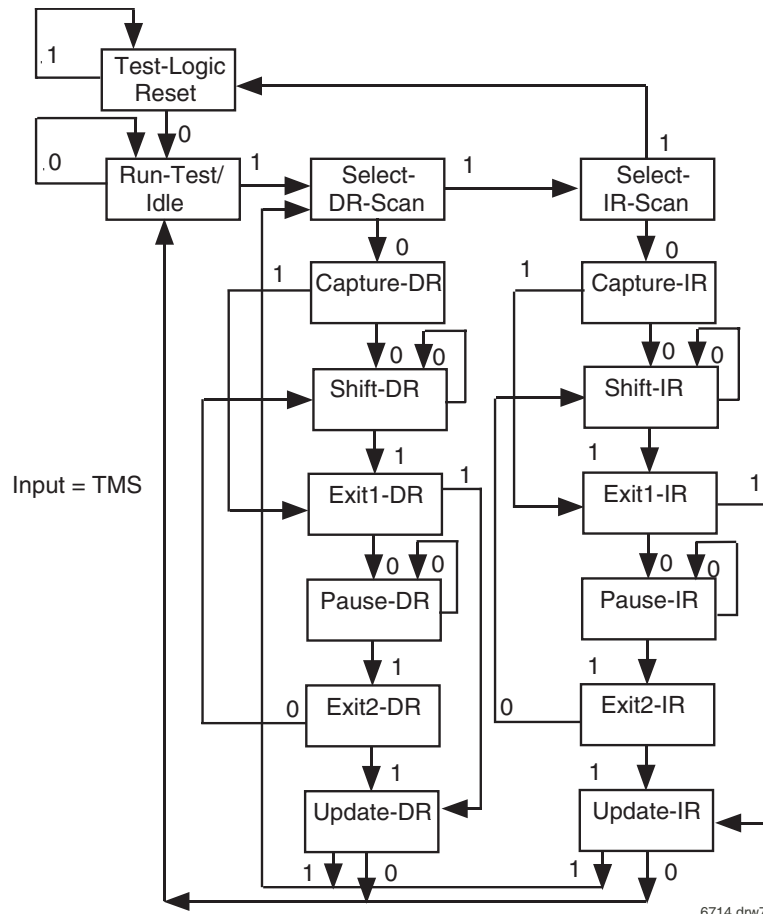 1
Test-Logic
Reset
0
1
0
Run-Test/
Idle
1
Select-
DR-Scan
1
Select-
IR-Scan
0
0
1
Capture-DR
1
Capture-IR
0
0
0
0
Shift-DR
Shift-IR
1
1
Input = TMS
Exit1-DR
1
Exit1-IR
1
0
0
0
0
Pause-DR
Pause-IR
1
1
0
Exit2-DR
0
Exit2-IR
1
1
Update-DR
Update-IR
1
0
1
0
6714 drw7